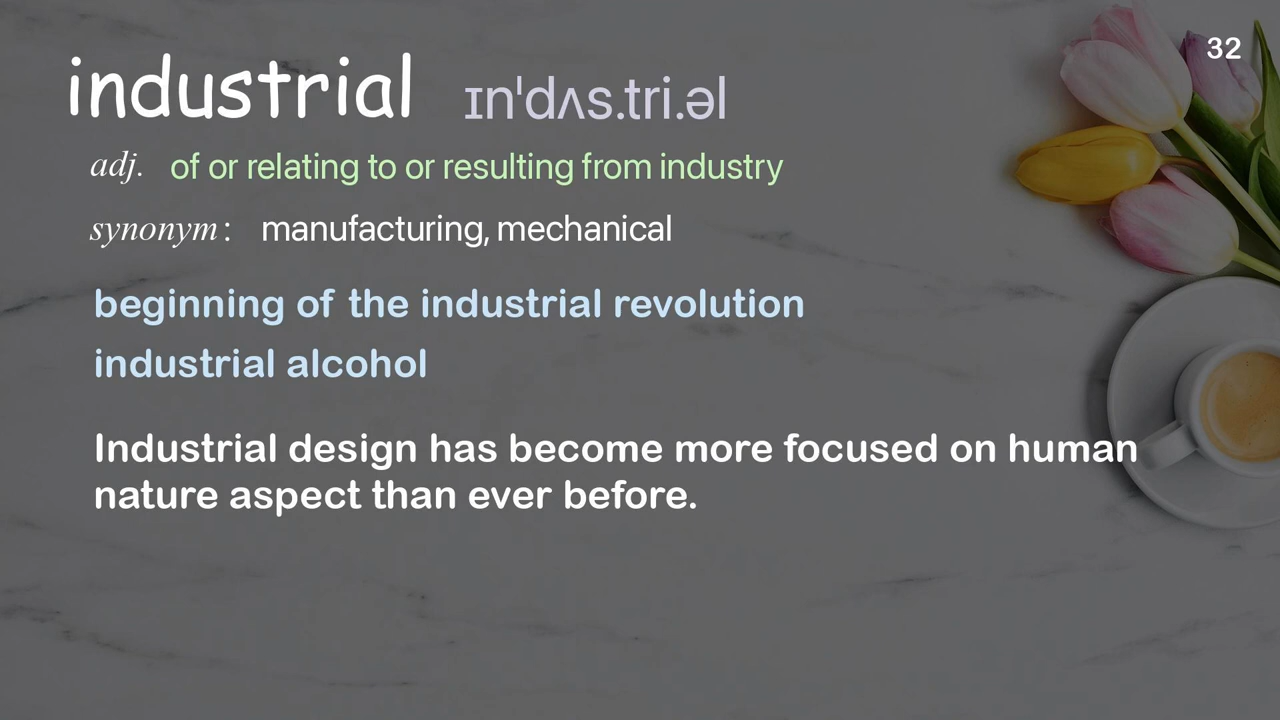 32
industrial ɪnˈdʌs.tri.əl
adj. of or relating to or resulting from industry
synonym: manufacturing, mechanical
beginning of the industrial revolution
industrial alcohol
Industrial design has become more focused on human
nature aspect than ever before.